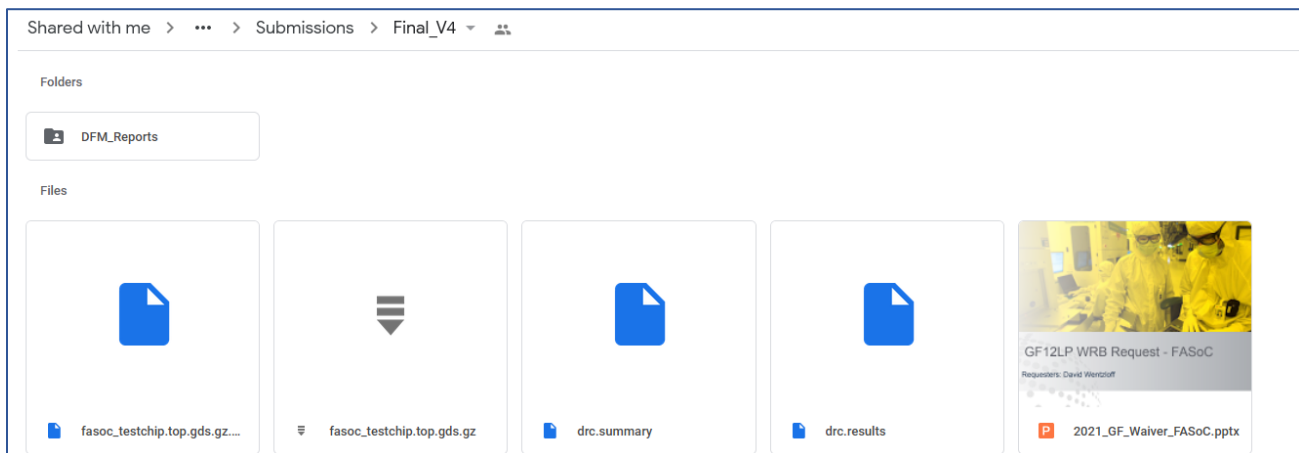 Shared with me > ... > Submissions > Final_V4
Folders
DFM_Reports
Files
GF12LP WRB Request - FASoC
Requesters: David Wentzloff
fasoc_testchip.top.gds.gz....
fasoc_testchip.top.gds.gz
drc.summary
drc.results
P 2021_GF_Waiver_FASoC.pptx